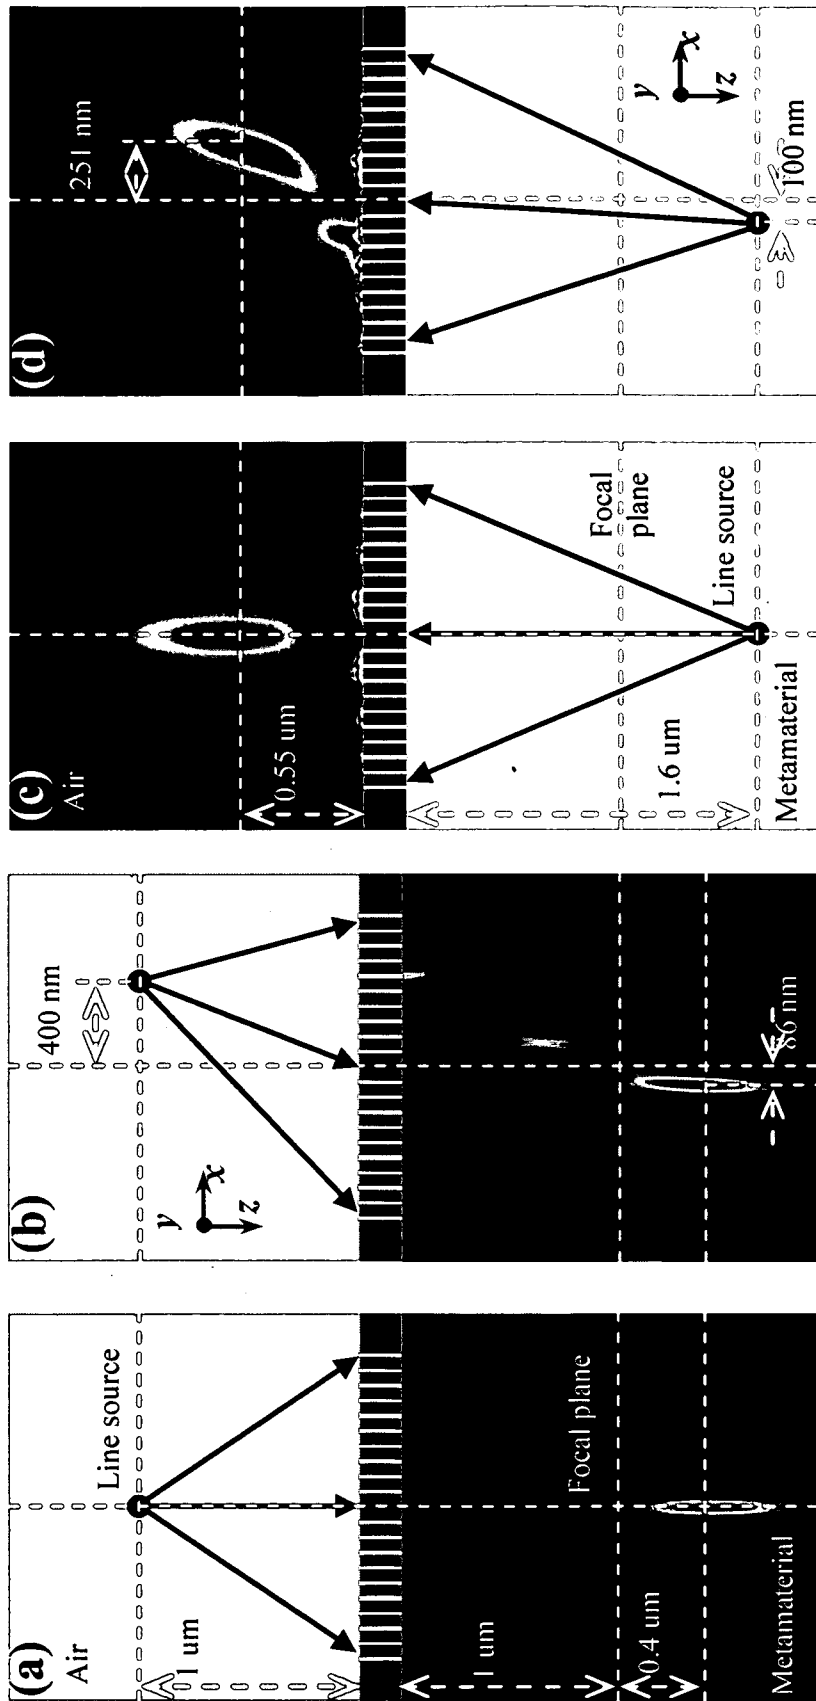 (a)
Air
Line source
1 um
1 um
Focal plane
0.4 um
Metamaterial
(b)
400 nm
y
x
z
86 nm
(c)
Air
0.55 um
Focal
plane
1.6 um
Line source
Metamaterial
(d)
251 nm
y
x
z
100 nm